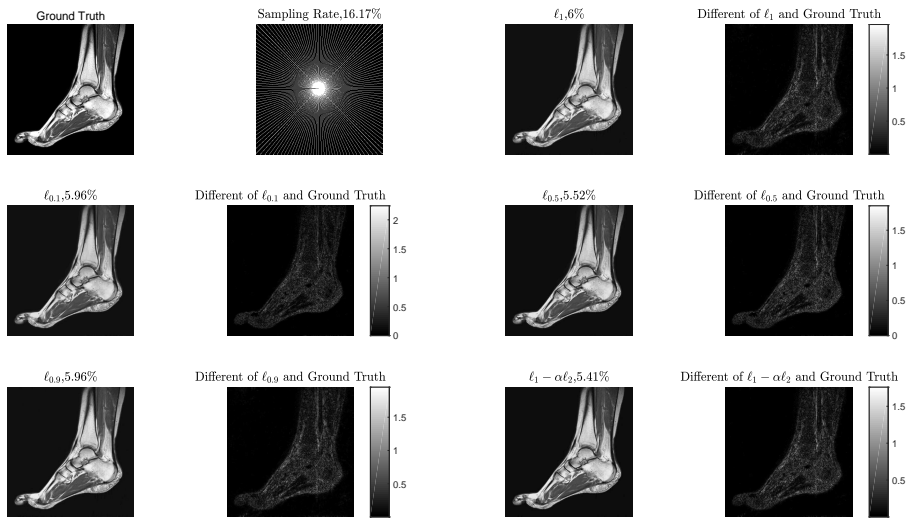 Ground Truth
Sampling Rate,16.17%
ℓ₁,6%
Different of ℓ₁ and Ground Truth
1.5
1
0.5
ℓ₀.₁,5.96%
Different of ℓ₀.₁ and Ground Truth
2
1.5
1
0.5
0
ℓ₀.₅,5.52%
Different of ℓ₀.₅ and Ground Truth
1.5
1
0.5
ℓ₀.₉,5.96%
Different of ℓ₀.₉ and Ground Truth
1.5
1
0.5
ℓ₁ − αℓ₂,5.41%
Different of ℓ₁ − αℓ₂ and Ground Truth
1.5
1
0.5